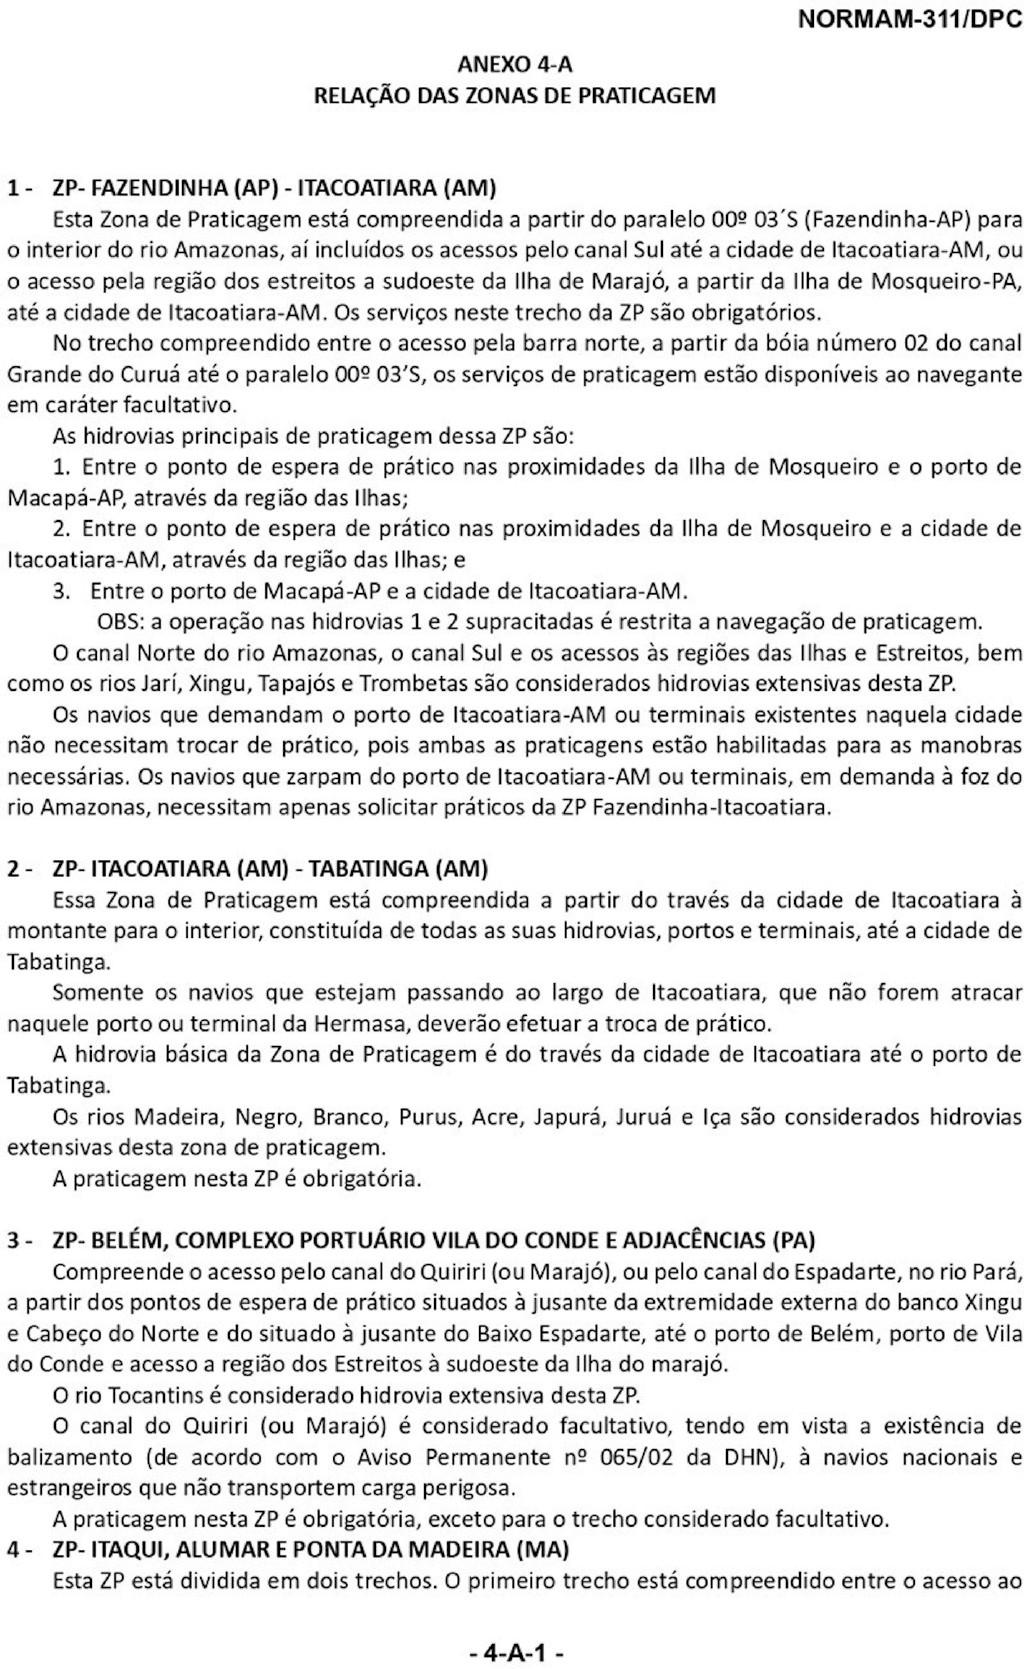 NORMAM-311/DPC
ANEXO 4-A
RELAÇÃO DAS ZONAS DE PRATICAGEM
1 - ZP- FAZENDINHA (AP) - ITACOATIARA (AM)
Esta Zona de Praticagem está compreendida a partir do paralelo 00º 03´S (Fazendinha-AP) para
o interior do rio Amazonas, aí incluídos os acessos pelo canal Sul até a cidade de Itacoatiara-AM, ou
o acesso pela região dos estreitos a sudoeste da Ilha de Marajó, a partir da Ilha de Mosqueiro-PA,
até a cidade de Itacoatiara-AM. Os serviços neste trecho da ZP são obrigatórios.
No trecho compreendido entre o acesso pela barra norte, a partir da bóia número 02 do canal
Grande do Curuá até o paralelo 00º 03'S, os serviços de praticagem estão disponíveis ao navegante
em caráter facultativo.
As hidrovias principais de praticagem dessa ZP são:
1. Entre o ponto de espera de prático nas proximidades da Ilha de Mosqueiro e o porto de
Macapá-AP, através da região das Ilhas;
2. Entre o ponto de espera de prático nas proximidades da Ilha de Mosqueiro e a cidade de
Itacoatiara-AM, através da região das Ilhas; e
3. Entre o porto de Macapá-AP e a cidade de Itacoatiara-AM.
OBS: a operação nas hidrovias 1 e 2 supracitadas é restrita a navegação de praticagem.
O canal Norte do rio Amazonas, o canal Sul e os acessos às regiões das Ilhas e Estreitos, bem
como os rios Jarí, Xingu, Tapajós e Trombetas são considerados hidrovias extensivas desta ZP.
Os navios que demandam o porto de Itacoatiara-AM ou terminais existentes naquela cidade
não necessitam trocar de prático, pois ambas as praticagens estão habilitadas para as manobras
necessárias. Os navios que zarpam do porto de Itacoatiara-AM ou terminais, em demanda à foz do
rio Amazonas, necessitam apenas solicitar práticos da ZP Fazendinha-Itacoatiara.
2 - ZP- ITACOATIARA (AM) - TABATINGA (AM)
Essa Zona de Praticagem está compreendida a partir do través da cidade de Itacoatiara à
montante para o interior, constituída de todas as suas hidrovias, portos e terminais, até a cidade de
Tabatinga.
Somente os navios que estejam passando ao largo de Itacoatiara, que não forem atracar
naquele porto ou terminal da Hermasa, deverão efetuar a troca de prático.
A hidrovia básica da Zona de Praticagem é do través da cidade de Itacoatiara até o porto de
Tabatinga.
Os rios Madeira, Negro, Branco, Purus, Acre, Japurá, Juruá e Iça são considerados hidrovias
extensivas desta zona de praticagem.
A praticagem nesta ZP é obrigatória.
3 - ZP- BELÉM, COMPLEXO PORTUÁRIO VILA DO CONDE E ADJACÊNCIAS (PA)
Compreende o acesso pelo canal do Quiriri (ou Marajó), ou pelo canal do Espadarte, no rio Pará,
a partir dos pontos de espera de prático situados à jusante da extremidade externa do banco Xingu
e Cabeço do Norte e do situado à jusante do Baixo Espadarte, até o porto de Belém, porto de Vila
do Conde e acesso a região dos Estreitos à sudoeste da Ilha do marajó.
O rio Tocantins é considerado hidrovia extensiva desta ZP.
O canal do Quiriri (ou Marajó) é considerado facultativo, tendo em vista a existência de
balizamento (de acordo com o Aviso Permanente nº 065/02 da DHN), à navios nacionais e
estrangeiros que não transportem carga perigosa.
A praticagem nesta ZP é obrigatória, exceto para o trecho considerado facultativo.
4 - ZP- ITAQUI, ALUMAR E PONTA DA MADEIRA (MA)
Esta ZP está dividida em dois trechos. O primeiro trecho está compreendido entre o acesso ao
- 4-A-1 -